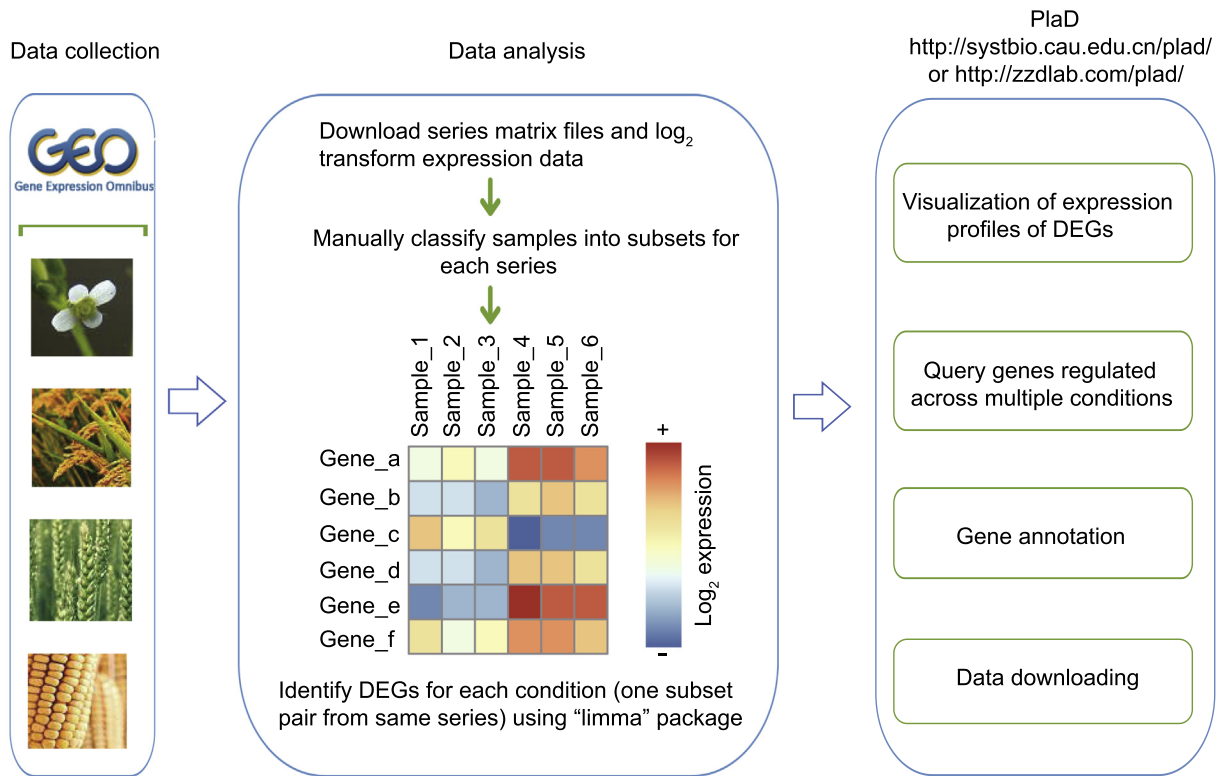 Data collection
GEO
Gene Expression Omnibus
Data analysis
Download series matrix files and log2
transform expression data
Manually classify samples into subsets for
each series
Sample_1
Sample_2
Sample_3
Sample_4
Sample_5
Sample_6
Gene_a
Gene_b
Gene_c
Gene_d
Gene_e
Gene_f
+
Log2 expression
-
Identify DEGs for each condition (one subset
pair from same series) using “limma” package
PlaD
http://systbio.cau.edu.cn/plad/
or http://zzdlab.com/plad/
Visualization of expression
profiles of DEGs
Query genes regulated
across multiple conditions
Gene annotation
Data downloading